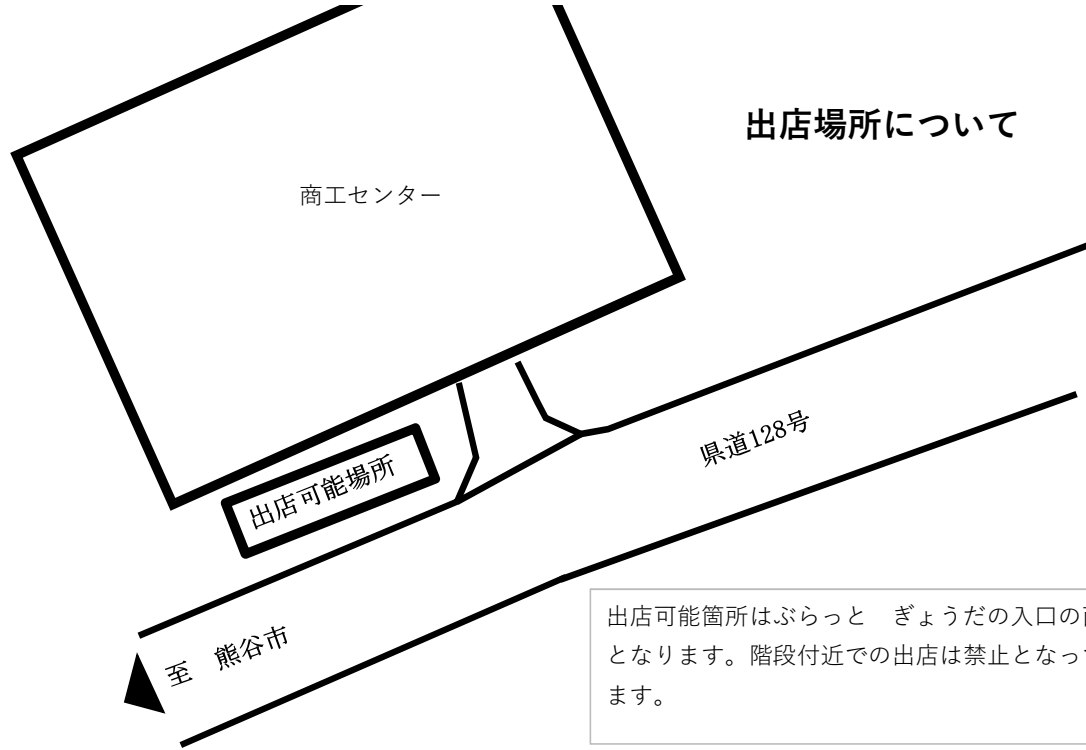 出店場所について
商工センター
県道128号
出店可能場所
至　熊谷市
出店可能箇所はぶらっと　ぎょうだの入口の
となります。階段付近での出店は禁止となっ
ます。